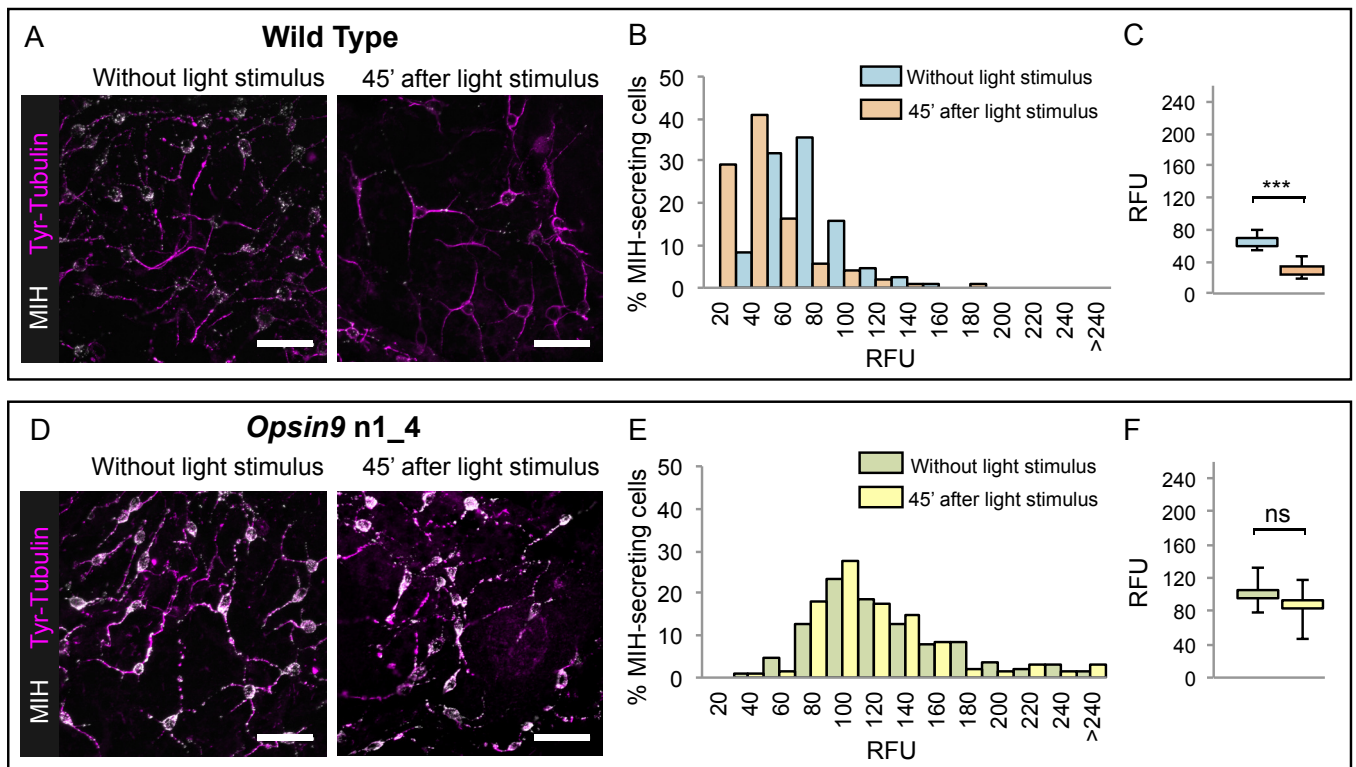 A
Wild Type
Without light stimulus
45’ after light stimulus
MIH Tyr-Tubulin
B
50
40
30
20
10
0
% MIH-secreting cells
Without light stimulus
45’ after light stimulus
20
40
60
80
100
120
140
160
180
200
220
240
>240
RFU
C
240
200
160
120
80
40
0
RFU
***
D
Opsin9 n1_4
Without light stimulus
45’ after light stimulus
MIH Tyr-Tubulin
E
50
40
30
20
10
0
% MIH-secreting cells
Without light stimulus
45’ after light stimulus
20
40
60
80
100
120
140
160
180
200
220
240
>240
RFU
F
240
200
160
120
80
40
0
RFU
ns